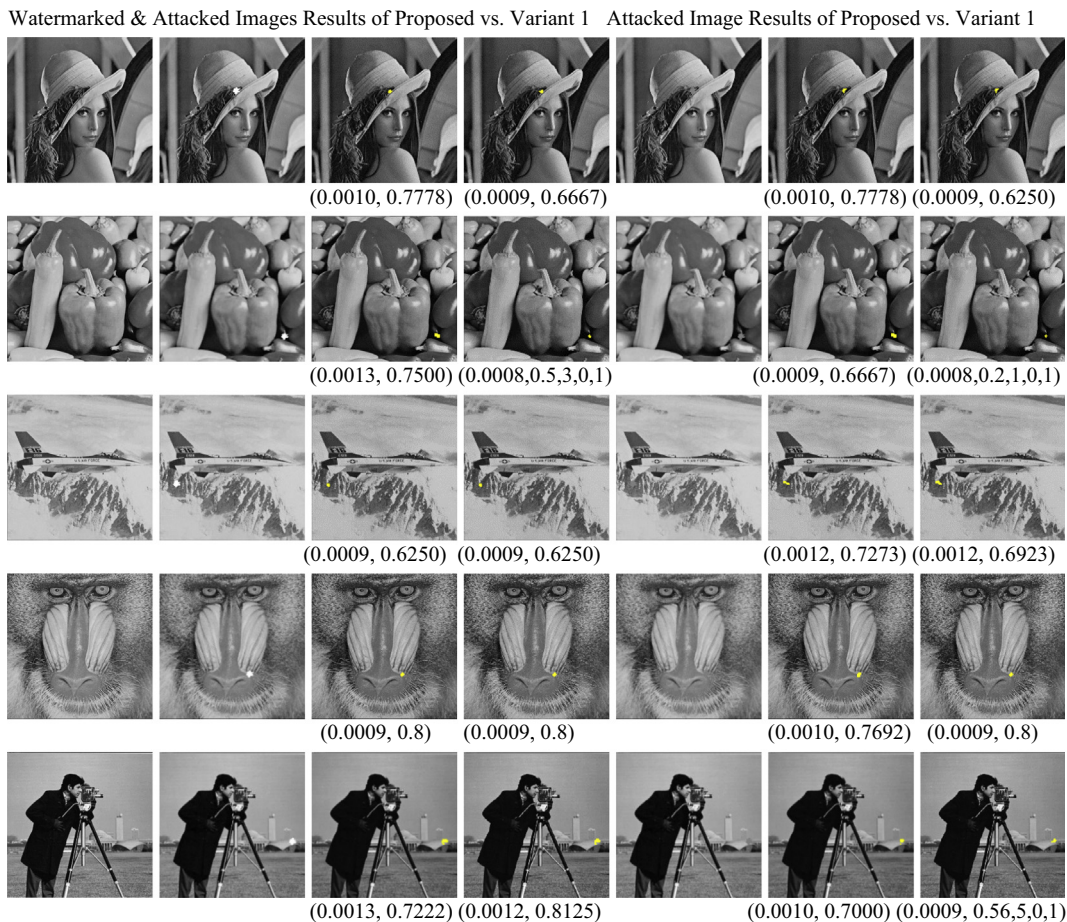 Watermarked & Attacked Images Results of Proposed vs. Variant 1 Attacked Image Results of Proposed vs. Variant 1
(0.0010, 0.7778) (0.0009, 0.6667) (0.0010, 0.7778) (0.0009, 0.6250)
(0.0013, 0.7500) (0.0008,0.5,3,0,1) (0.0009, 0.6667) (0.0008,0.2,1,0,1)
(0.0009, 0.6250) (0.0009, 0.6250) (0.0012, 0.7273) (0.0012, 0.6923)
(0.0009, 0.8) (0.0009, 0.8) (0.0010, 0.7692) (0.0009, 0.8)
(0.0013, 0.7222) (0.0012, 0.8125) (0.0010, 0.7000) (0.0009, 0.56,5,0,1)